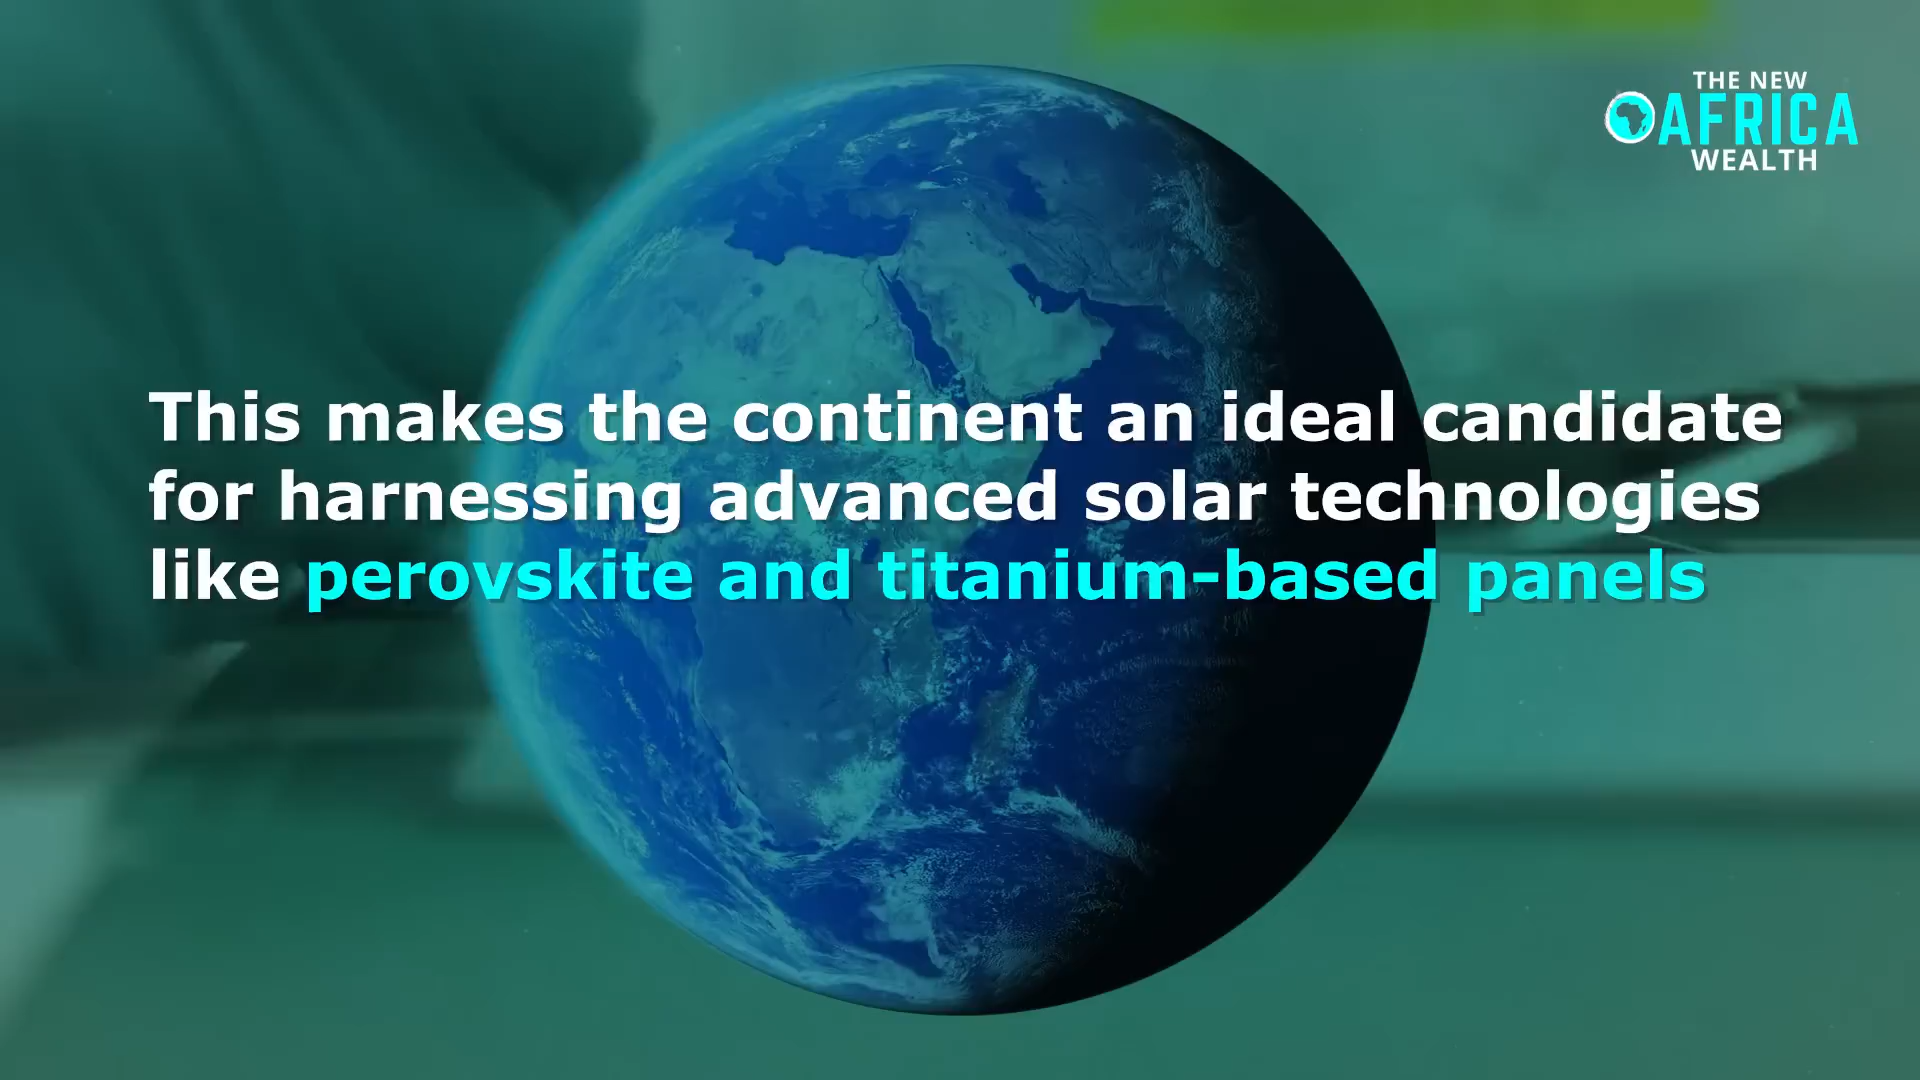 THE NEW
AFRICA
WEALTH
This makes the continent an ideal candidate
for harnessing advanced solar technologies
like perovskite and titanium-based panels